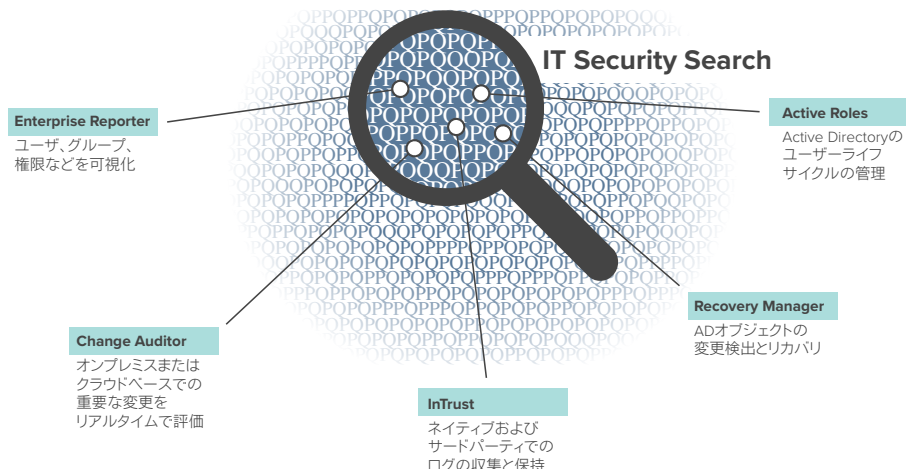 IT Security Search
Enterprise Reporter
ユーザ、グループ、
権限などを可視化
Active Roles
Active Directoryの
ユーザーライフ
サイクルの管理
Recovery Manager
ADオブジェクトの
変更検出とリカバリ
Change Auditor
オンプレミスまたは
クラウドベースでの
重要な変更を
リアルタイムで評価
InTrust
ネイティブおよび
サードパーティでの
ログの収集と保持